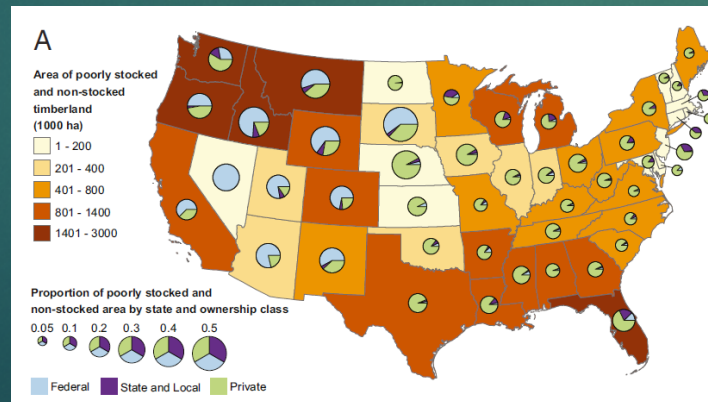 A
Area of poorly stocked
and non-stocked
timberland
(1000 ha)
1 - 200
201 - 400
401 - 800
801 - 1400
1401 - 3000
Proportion of poorly stocked and
non-stocked area by state and ownership class
0.05 0.1 0.2 0.3 0.4 0.5
Federal State and Local Private